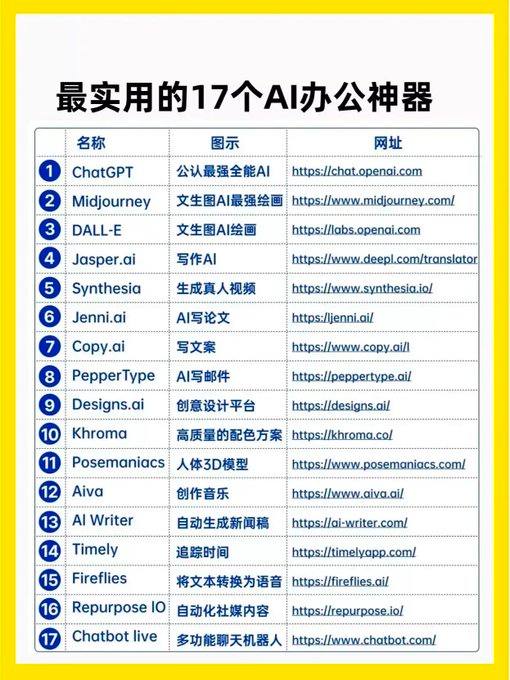 最实用的17个AI办公神器
名称 图示 网址
1 ChatGPT 公认最强全能AI https://chat.openai.com
2 Midjourney 文生图AI最强绘画 https://www.midjourney.com/
3 DALL-E 文生图AI绘画 https://labs.openai.com
4 Jasper.ai 写作AI https://www.deepl.com/translator
5 Synthesia 生成真人视频 https://www.synthesia.io/
6 Jenni.ai AI写论文 https:/ljenni.ai/
7 Copy.ai 写文案 https://www.copy.ai/l
8 PepperType AI写邮件 https://peppertype.ai/
9 Designs.ai 创意设计平台 https://designs.ai/
10 Khroma 高质量的配色方案 https://khroma.co/
11 Posemaniacs 人体3D模型 https://www.posemaniacs.com/
12 Aiva 创作音乐 https://www.aiva.ai/
13 AI Writer 自动生成新闻稿 https://ai-writer.com/
14 Timely 追踪时间 https://timelyapp.com/
15 Fireflies 将文本转换为语音 https://fireflies.ai/
16 Repurpose IO 自动化社媒内容 https://repurpose.io/
17 Chatbot live 多功能聊天机器人 https://www.chatbot.com/